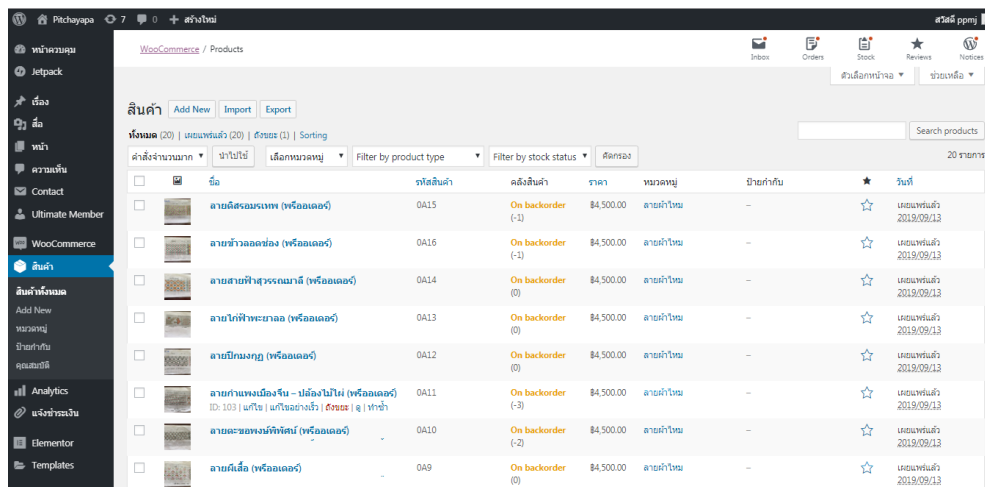 Pitchayapa 7 0 + สร้างใหม่ สวัสดี ppmj
หน้าควบคุม
Jetpack
เรื่อง
สื่อ
หน้า
ความเห็น
Contact
Ultimate Member
WooCommerce
สินค้า
สินค้าทั้งหมด
Add New
หมวดหมู่
ป้ายกำกับ
คุณสมบัติ
Analytics
แจ้งชำระเงิน
Elementor
Templates
WooCommerce / Products
Inbox Orders Stock Reviews Notices
ตัวเลือกหน้าจอ ▼ ช่วยเหลือ ▼
สินค้า Add New Import Export
ทั้งหมด (20) | เผยแพร่แล้ว (20) | ถังขยะ (1) | Sorting
Search products
คำสั่งจำนวนมาก ▼ นำไปใช้ เลือกหมวดหมู่ ▼ Filter by product type ▼ Filter by stock status ▼ คัดกรอง 20 รายการ
ชื่อ รหัสสินค้า คลังสินค้า ราคา หมวดหมู่ ป้ายกำกับ ★ วันที่
ลายดิสรอมรเทพ (พรีออเดอร์) 0A15 On backorder ฿4,500.00 ลายผ้าไหม – เผยแพร่แล้ว
(-1) 2019/09/13
ลายข้าวลอดช่อง (พรีออเดอร์) 0A16 On backorder ฿4,500.00 ลายผ้าไหม – เผยแพร่แล้ว
(-1) 2019/09/13
ลายสายฟ้าสุวรรณมาลี (พรีออเดอร์) 0A14 On backorder ฿4,500.00 ลายผ้าไหม – เผยแพร่แล้ว
(0) 2019/09/13
ลายไก่ฟ้าพะยาลอ (พรีออเดอร์) 0A13 On backorder ฿4,500.00 ลายผ้าไหม – เผยแพร่แล้ว
(0) 2019/09/13
ลายปีกมงกุฎ (พรีออเดอร์) 0A12 On backorder ฿4,500.00 ลายผ้าไหม – เผยแพร่แล้ว
(0) 2019/09/13
ลายกำแพงเมืองจีน – ปล้องไม้ไผ่ (พรีออเดอร์) 0A11 On backorder ฿4,500.00 ลายผ้าไหม – เผยแพร่แล้ว
ID: 103 | แก้ไข | แก้ไขอย่างเร็ว | ถังขยะ | ดู | ทำซ้ำ (-3) 2019/09/13
ลายตะขอพงษ์พิพัศน์ (พรีออเดอร์) 0A10 On backorder ฿4,500.00 ลายผ้าไหม – เผยแพร่แล้ว
(-2) 2019/09/13
ลายผีเสื้อ (พรีออเดอร์) 0A9 On backorder ฿4,500.00 ลายผ้าไหม – เผยแพร่แล้ว
(0) 2019/09/13